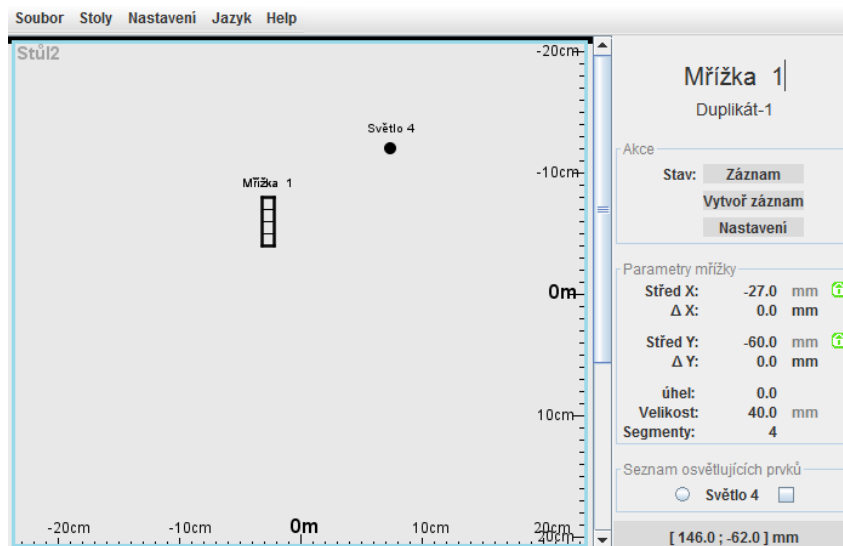 Soubor Stoly Nastavení Jazyk Help
Stůl2
-20cm
Světlo 4
-10cm
Mřížka 1
0m
10cm
-20cm -10cm 0m 10cm 20cm
20cm
Mřížka 1
Duplikát-1
Akce
Stav: Záznam
Vytvoř záznam
Nastavení
Parametry mřížky
Střed X: -27.0 mm
Δ X: 0.0 mm
Střed Y: -60.0 mm
Δ Y: 0.0 mm
úhel: 0.0
Velikost: 40.0 mm
Segmenty: 4
Seznam osvětlujících prvků
Světlo 4
[ 146.0 ; -62.0 ] mm